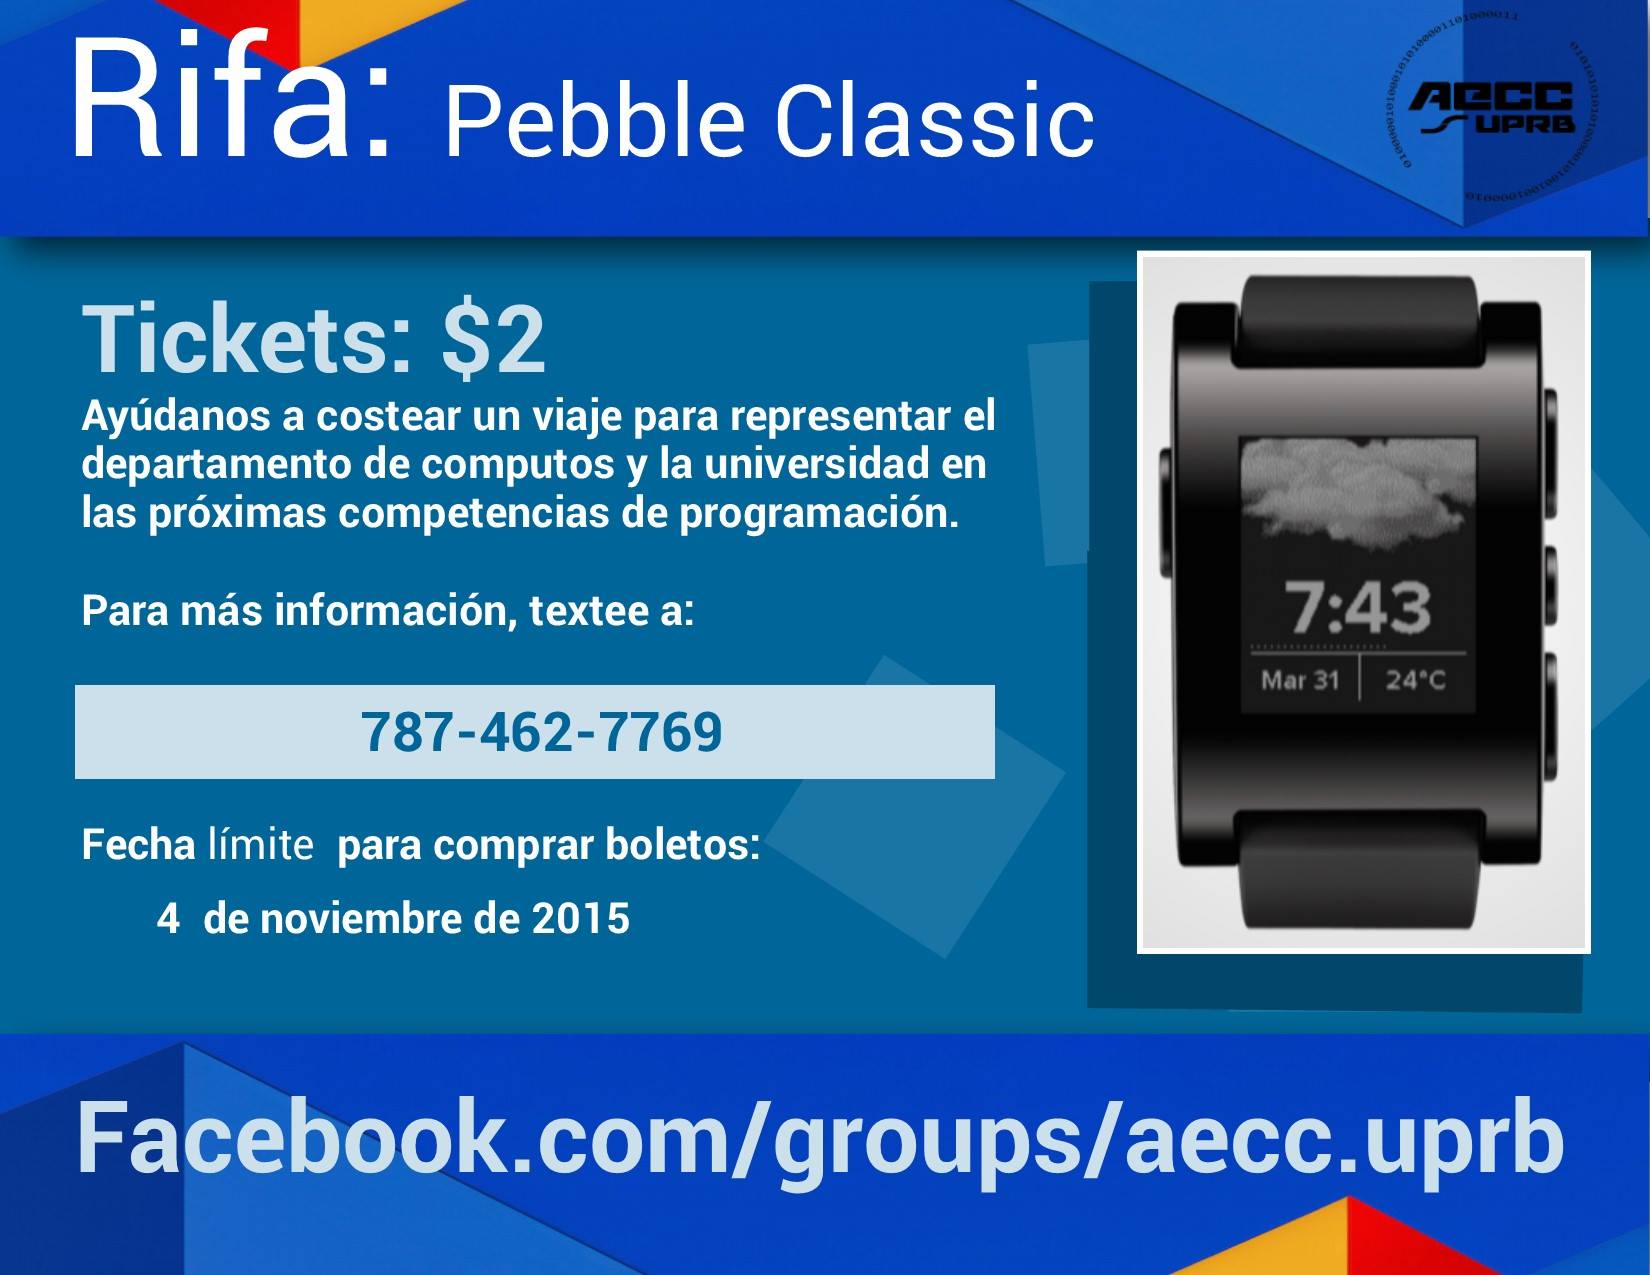 Rifa: Pebble Classic
AECC
UPRB
Tickets: $2
Ayúdanos a costear un viaje para representar el
departamento de computos y la universidad en
las próximas competencias de programación.
Para más información, textee a:
787-462-7769
Fecha límite para comprar boletos:
4 de noviembre de 2015
7:43
Mar 31
24°C
Facebook.com/groups/aecc.uprb